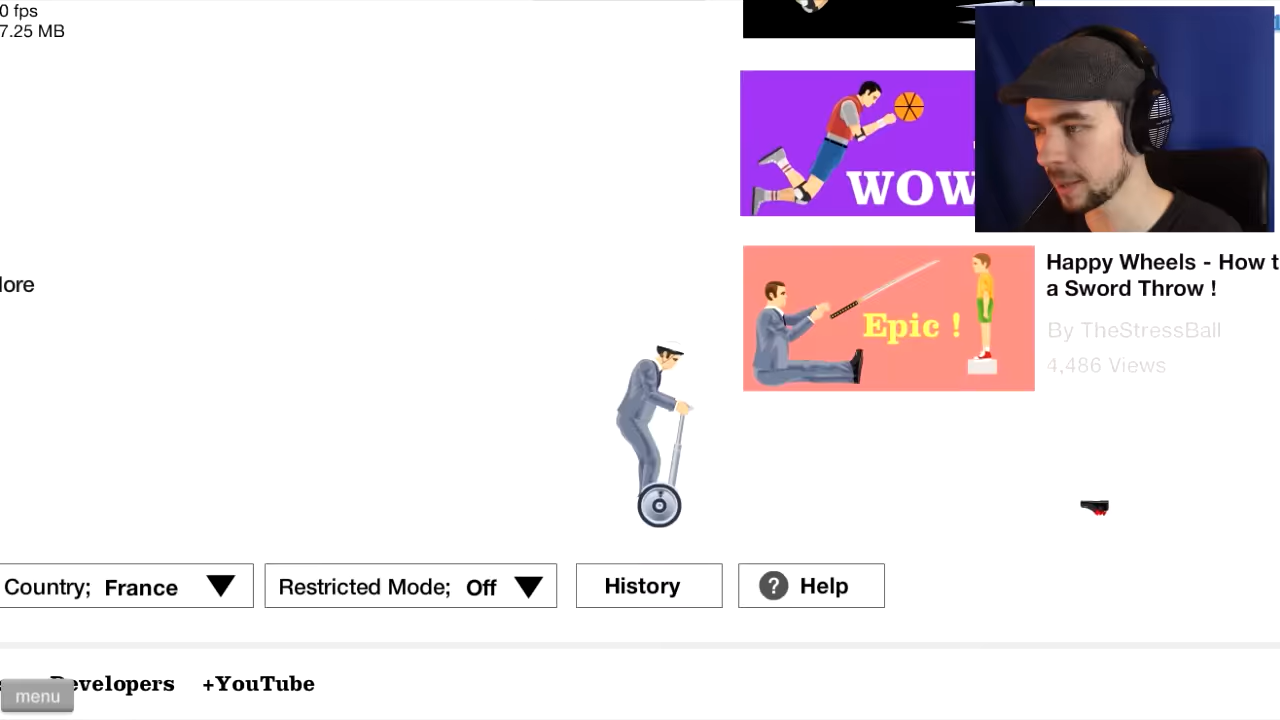 0 fps
7.25 MB
WOW
Happy Wheels - How t
a Sword Throw !
Epic !
By TheStressBall
4,486 Views
lore
Country; France
Restricted Mode; Off
History
? Help
Developers
+YouTube
menu